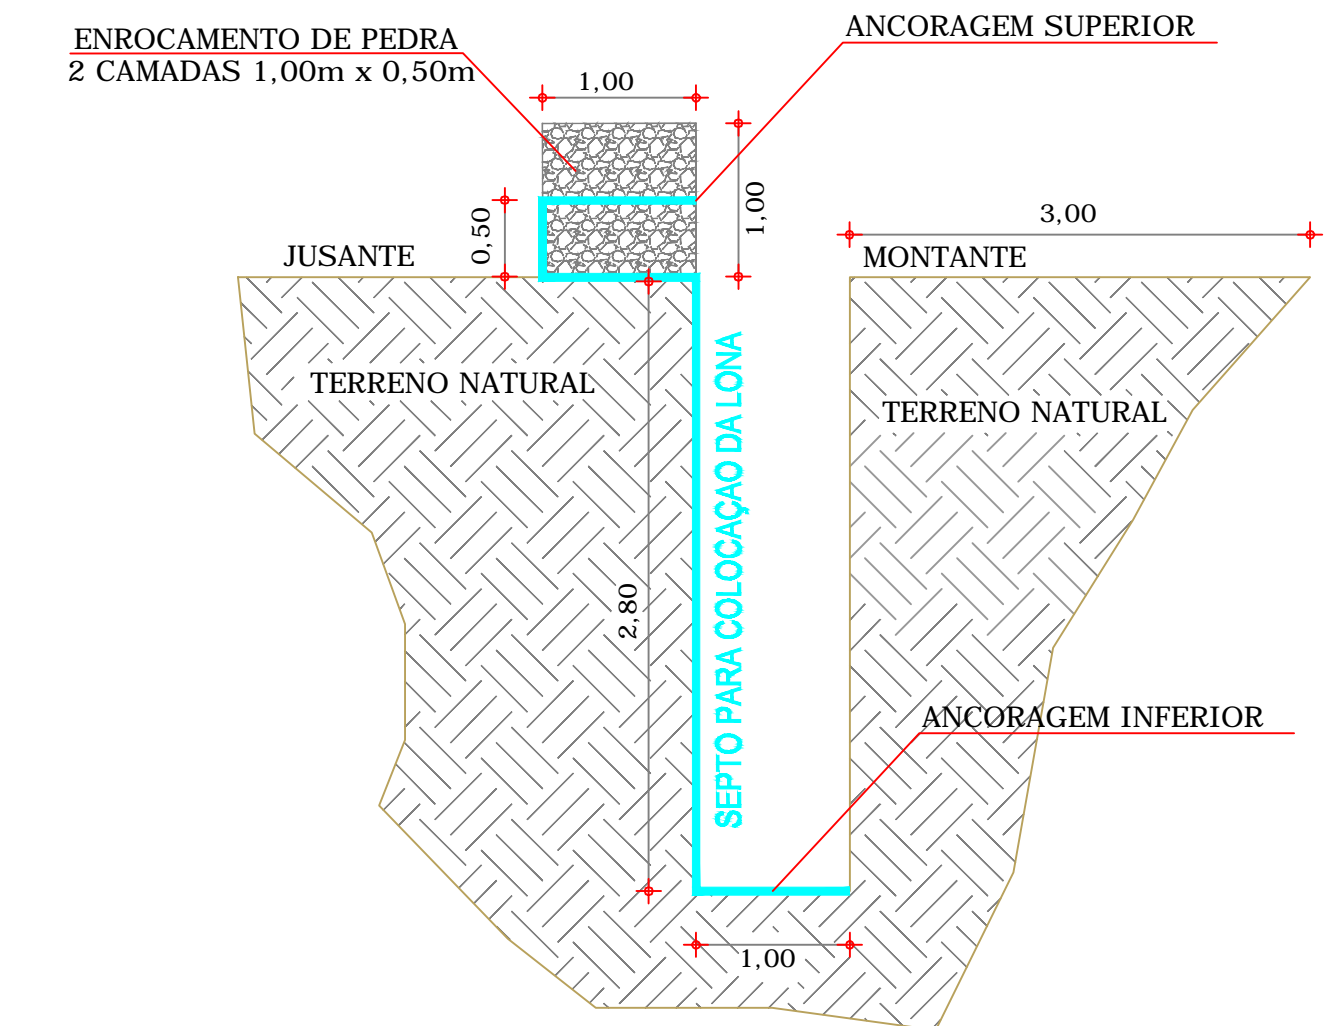 ENROCAMENTO DE PEDRA
2 CAMADAS 1,00m x 0,50m
ANCORAGEM SUPERIOR
1,00
1,00
0,50
3,00
JUSANTE
MONTANTE
TERRENO NATURAL
TERRENO NATURAL
SEPTO PARA COLOCAÇAO DA LONA
2,80
ANCORAGEM INFERIOR
1,00